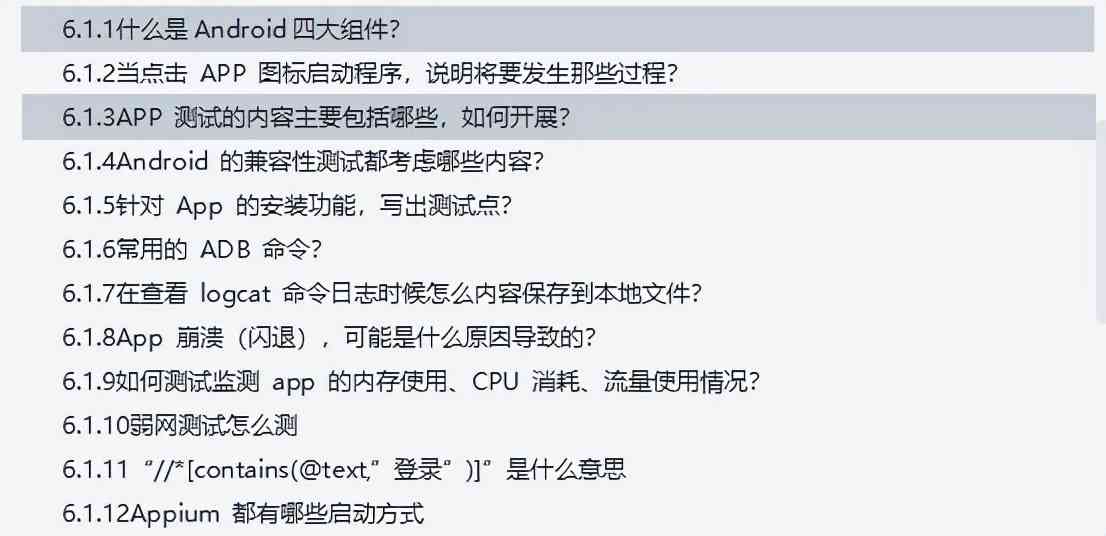 6.1.1什么是Android四大组件?
6.1.2当点击 APP 图标启动程序，说明将要发生那些过程?
6.1.3APP 测试的内容主要包括哪些，如何开展?
6.1.4Android 的兼容性测试都考虑哪些内容?
6.1.5针对 App 的安装功能，写出测试点?
6.1.6常用的 ADB 命令?
6.1.7在查看 logcat 命令日志时候怎么内容保存到本地文件?
6.1.8App 崩溃（闪退），可能是什么原因导致的?
6.1.9如何测试监测 app 的内存使用、CPU 消耗、流量使用情况?
6.1.10弱网测试怎么测
6.1.11“//*[contains(@text,”登录”)]”是什么意思
6.1.12Appium 都有哪些启动方式